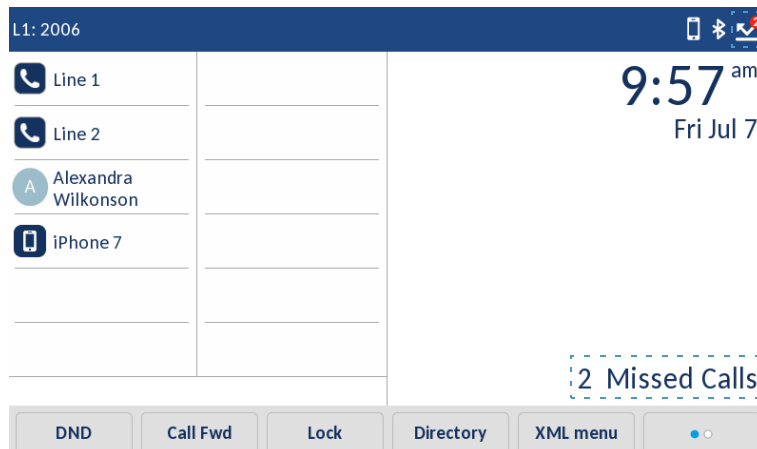 L1: 2006
2
Line 1
Line 2
A
Alexandra
Wilkonson
iPhone 7
9:57 am
Fri Jul 7
2 Missed Calls
DND
Call Fwd
Lock
Directory
XML menu